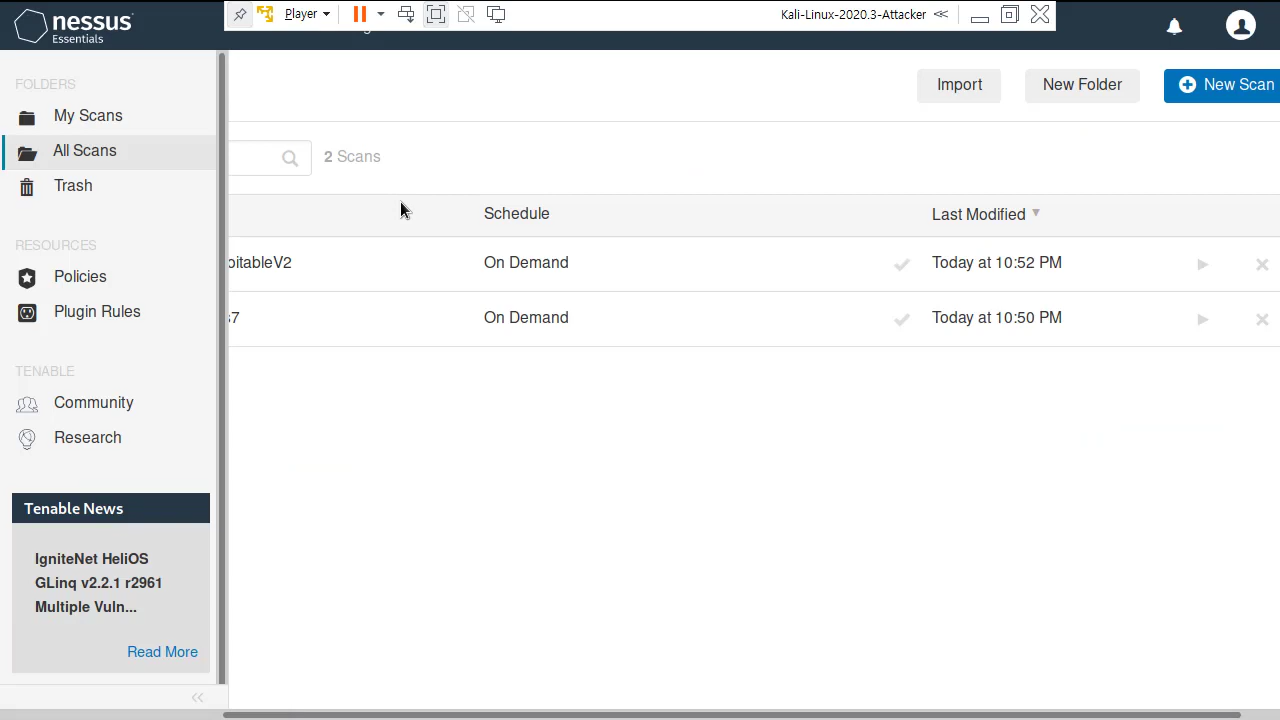 nessus
Essentials
Player
Kali-Linux-2020.3-Attacker
FOLDERS
My Scans
All Scans
Trash
RESOURCES
Policies
Plugin Rules
TENABLE
Community
Research
Tenable News
IgniteNet HeliOS
GLinq v2.2.1 r2961
Multiple Vuln...
Read More
Import
New Folder
New Scan
2 Scans
Schedule
Last Modified
oitableV2
On Demand
Today at 10:52 PM
s7
On Demand
Today at 10:50 PM